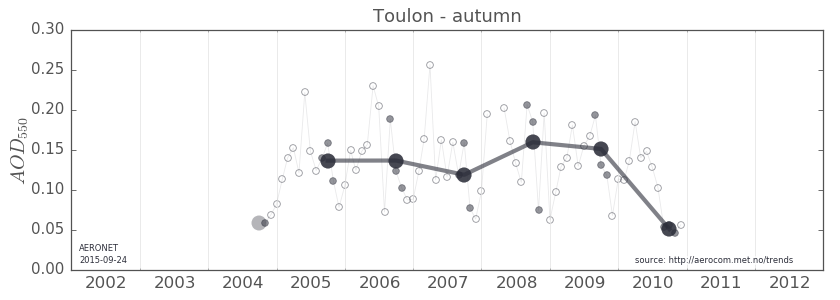 Toulon - autumn
0.30
0.25
0.20
0.15
0.10
0.05
0.00
AOD550
AERONET
2015-09-24
source: http://aerocom.met.no/trends
2002 2003 2004 2005 2006 2007 2008 2009 2010 2011 2012